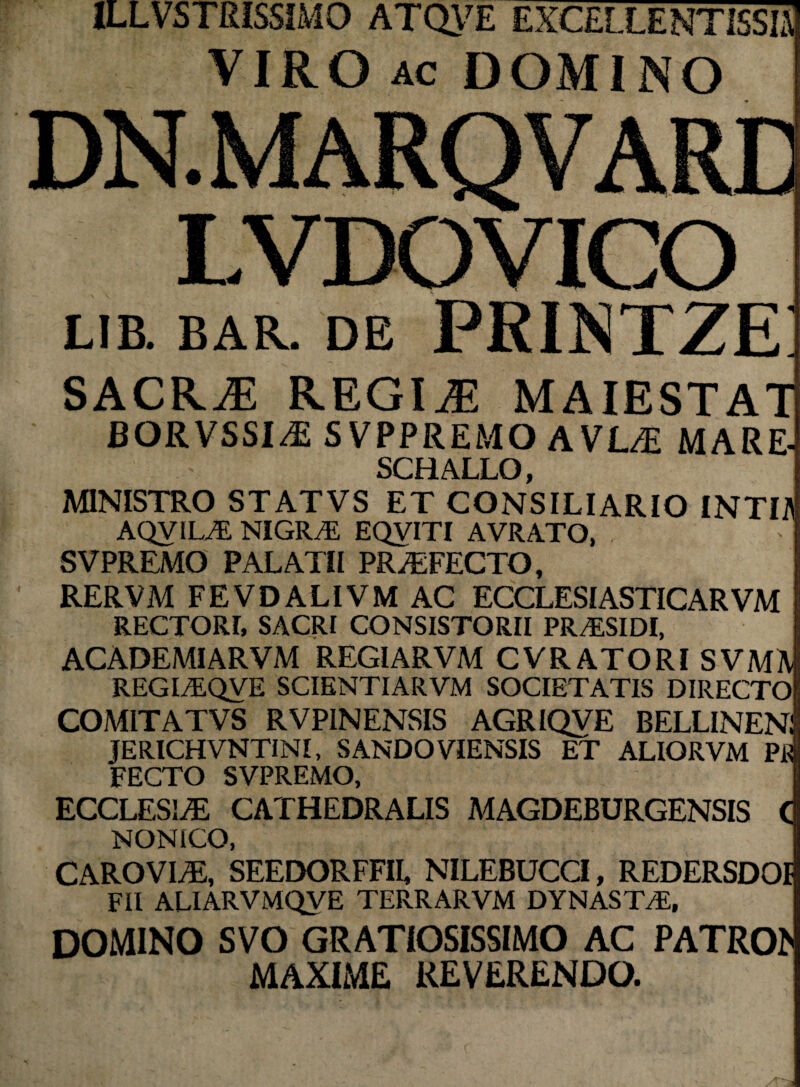 ILLVSTRISSIMO ATQVE EXCELLENTISSI
VIRO AC DOMINO
DN. MARQVARD
LVDOVICO
LIB. BAR. DE PRINTZE
SACRÆ REGIÆ MAIESTAT
BORVSSIÆ SVPPREMO AVLÆ MARE-
SCHALLO,
MINISTRO STATVS ET CONSILIARIO INTI
AQVILÆ NIGRÆ EQVITI AVRATO,
SVPREMO PALATII PRÆFECTO,
RERVM FEVDALIVM AC ECCLESIASTICARVM
RECTORI, SACRI CONSISTORII PRÆSIDI,
ACADEMIARVM REGIARVM CVRATORI SVM
REGIÆQVE SCIENTIARVM SOCIETATIS DIRECTO
COMITATVS RVPINENSIS AGRIQVE BELLINEN
JERICHVNTINI, SANDOVIENSIS ET ALIORVM PR
FECTO SVPREMO,
ECCLESIÆ CATHEDRALIS MAGDEBURGENSIS C
NONICO,
CAROVIÆ, SEEDORFFII, NILEBUCCI, REDERSDOR
FII ALIARVMQVE TERRARVM DYNASTÆ,
DOMINO SVO GRATIOSISSIMO AC PATRON
MAXIME REVERENDO.